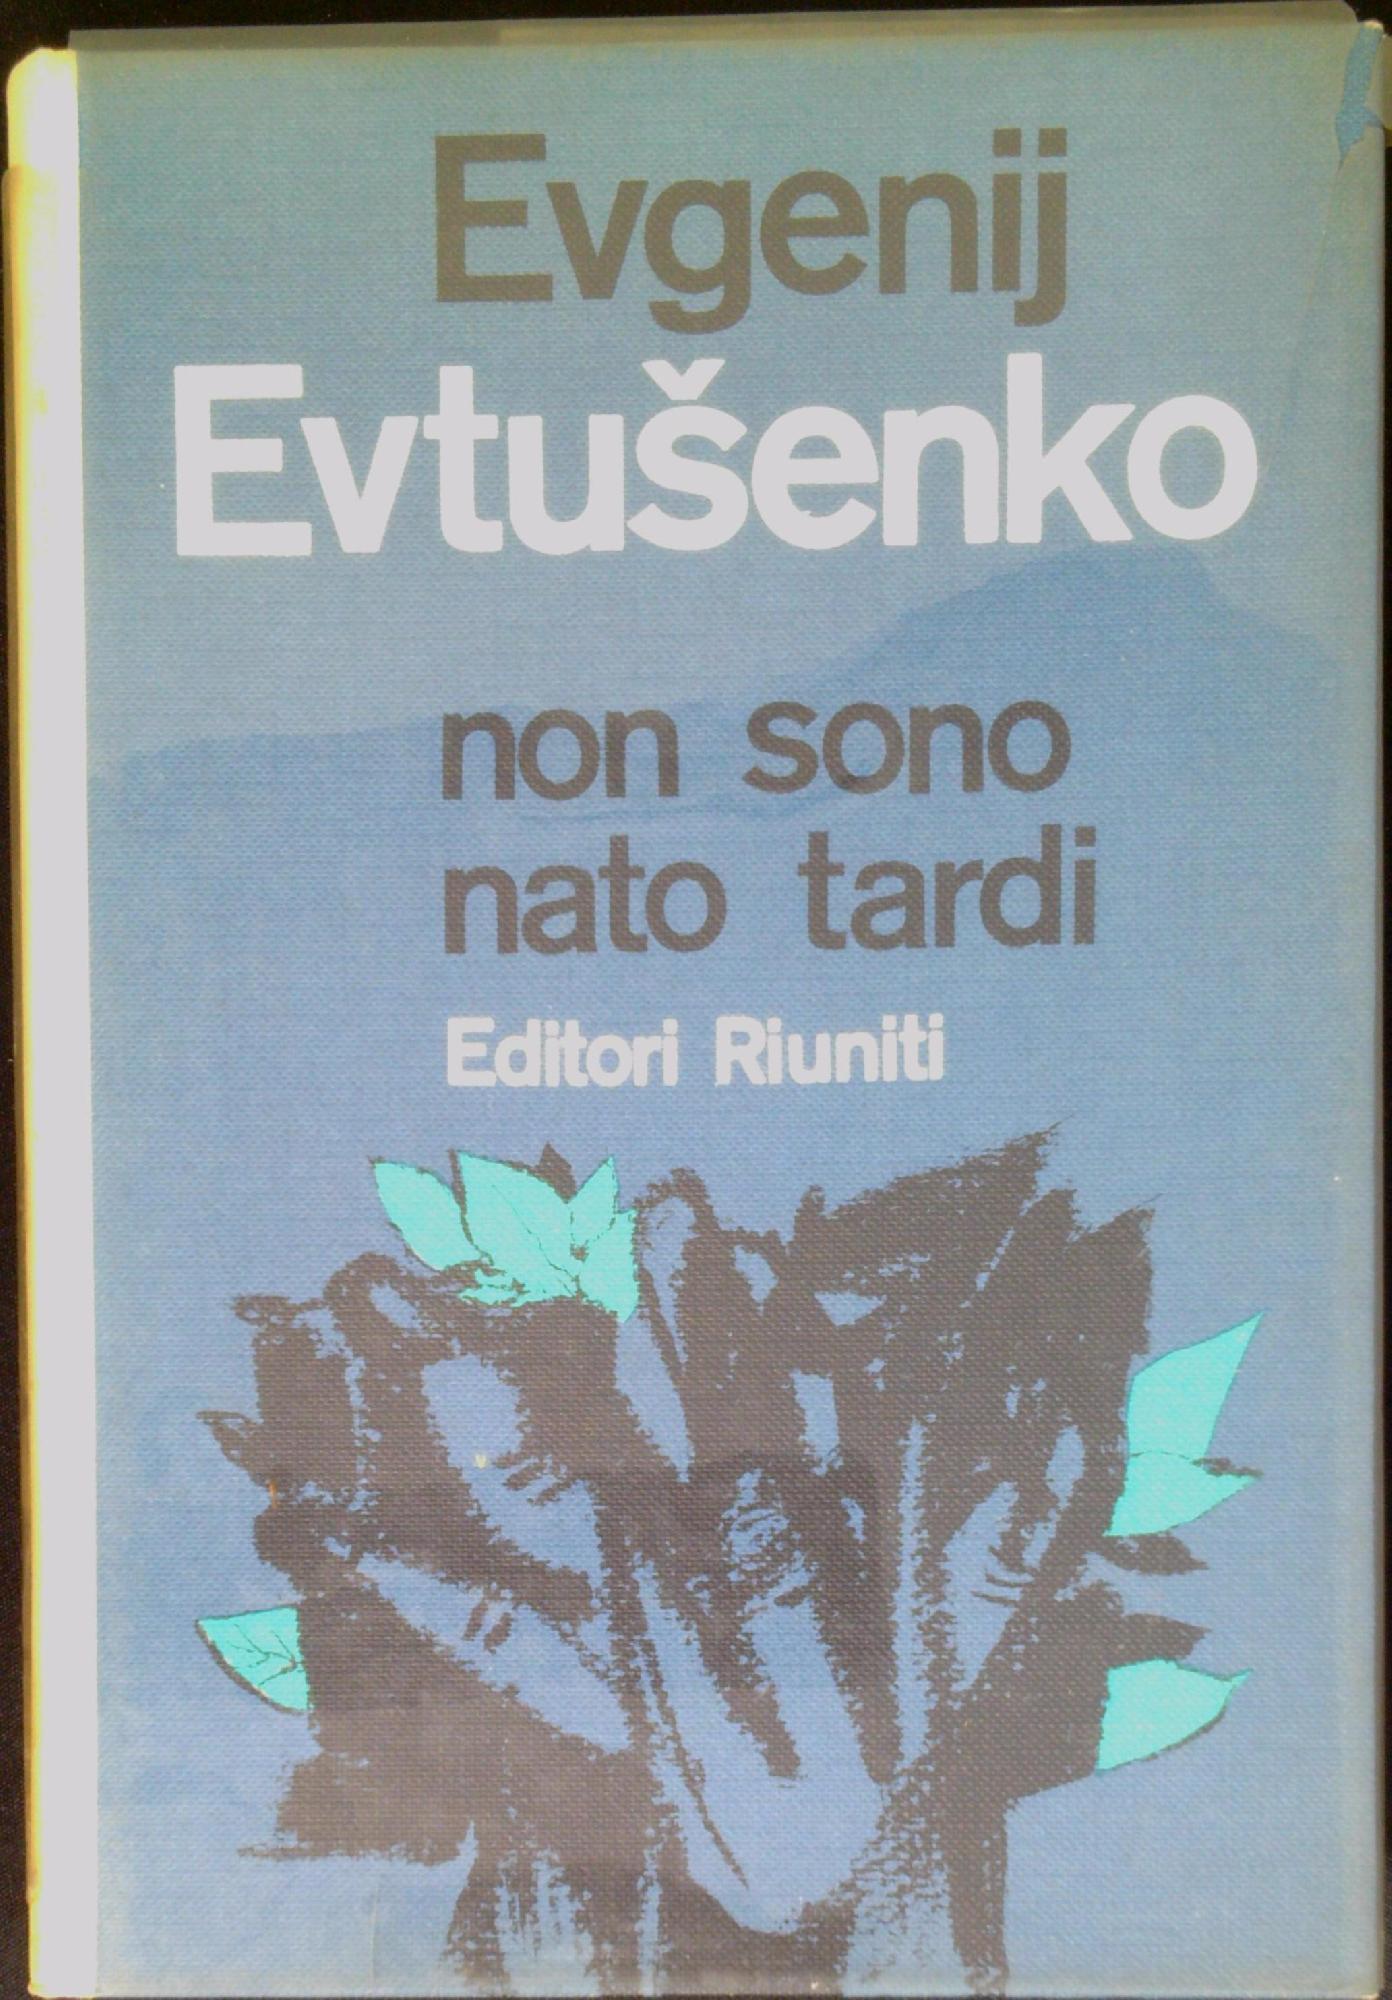 Evgenij
Evtušenko
non sono
nato tardi
Editori Riuniti